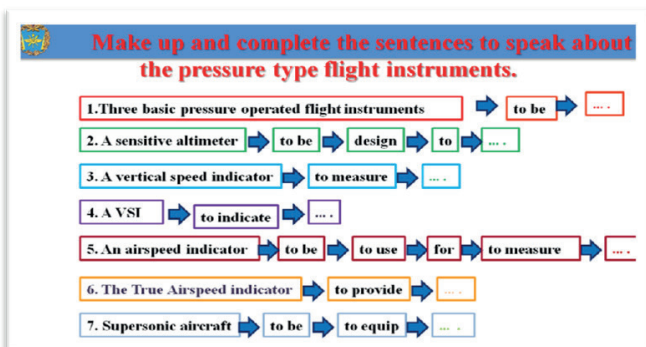 Make up and complete the sentences to speak about
the pressure type flight instruments.
1.Three basic pressure operated flight instruments to be ... .
2. A sensitive altimeter to be design to ... .
3. A vertical speed indicator to measure ... .
4. A VSI to indicate ... .
5. An airspeed indicator to be to use for to measure ... .
6. The True Airspeed indicator to provide ... .
7. Supersonic aircraft to be to equip ... .